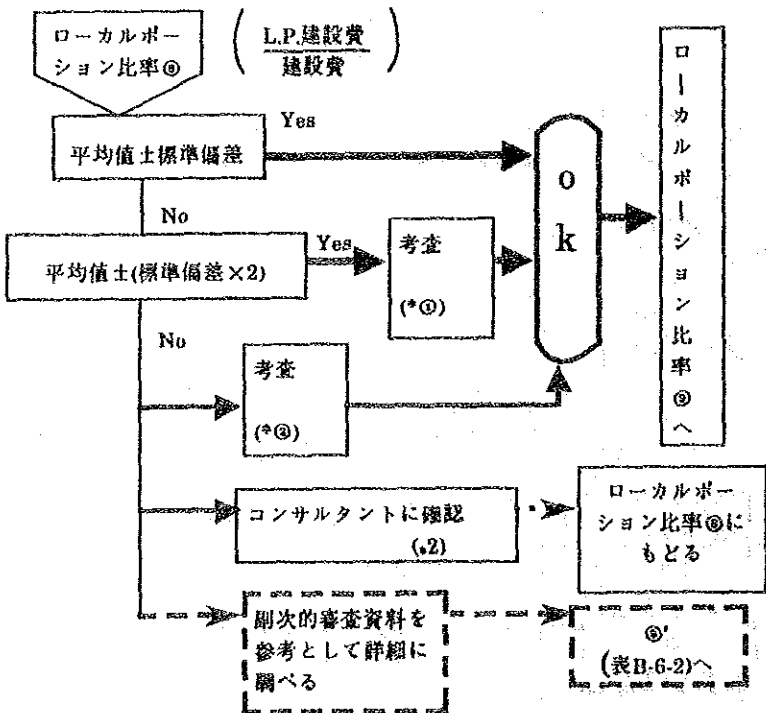 ローカルポー
ション比率⑧
L.P.建設費
建設費
平均値士標準偏差
Yes
No
平均値士(標準偏差×2)
Yes
考査
(*①)
ok
ローカルポーション比率⑨へ
No
考査
(*②)
コンサルタントに確認
(*2)
ローカルポー
ション比率⑧に
もどる
副次的審査資料を
参考として詳細に
調べる
⑨'
(表B-6-2)へ